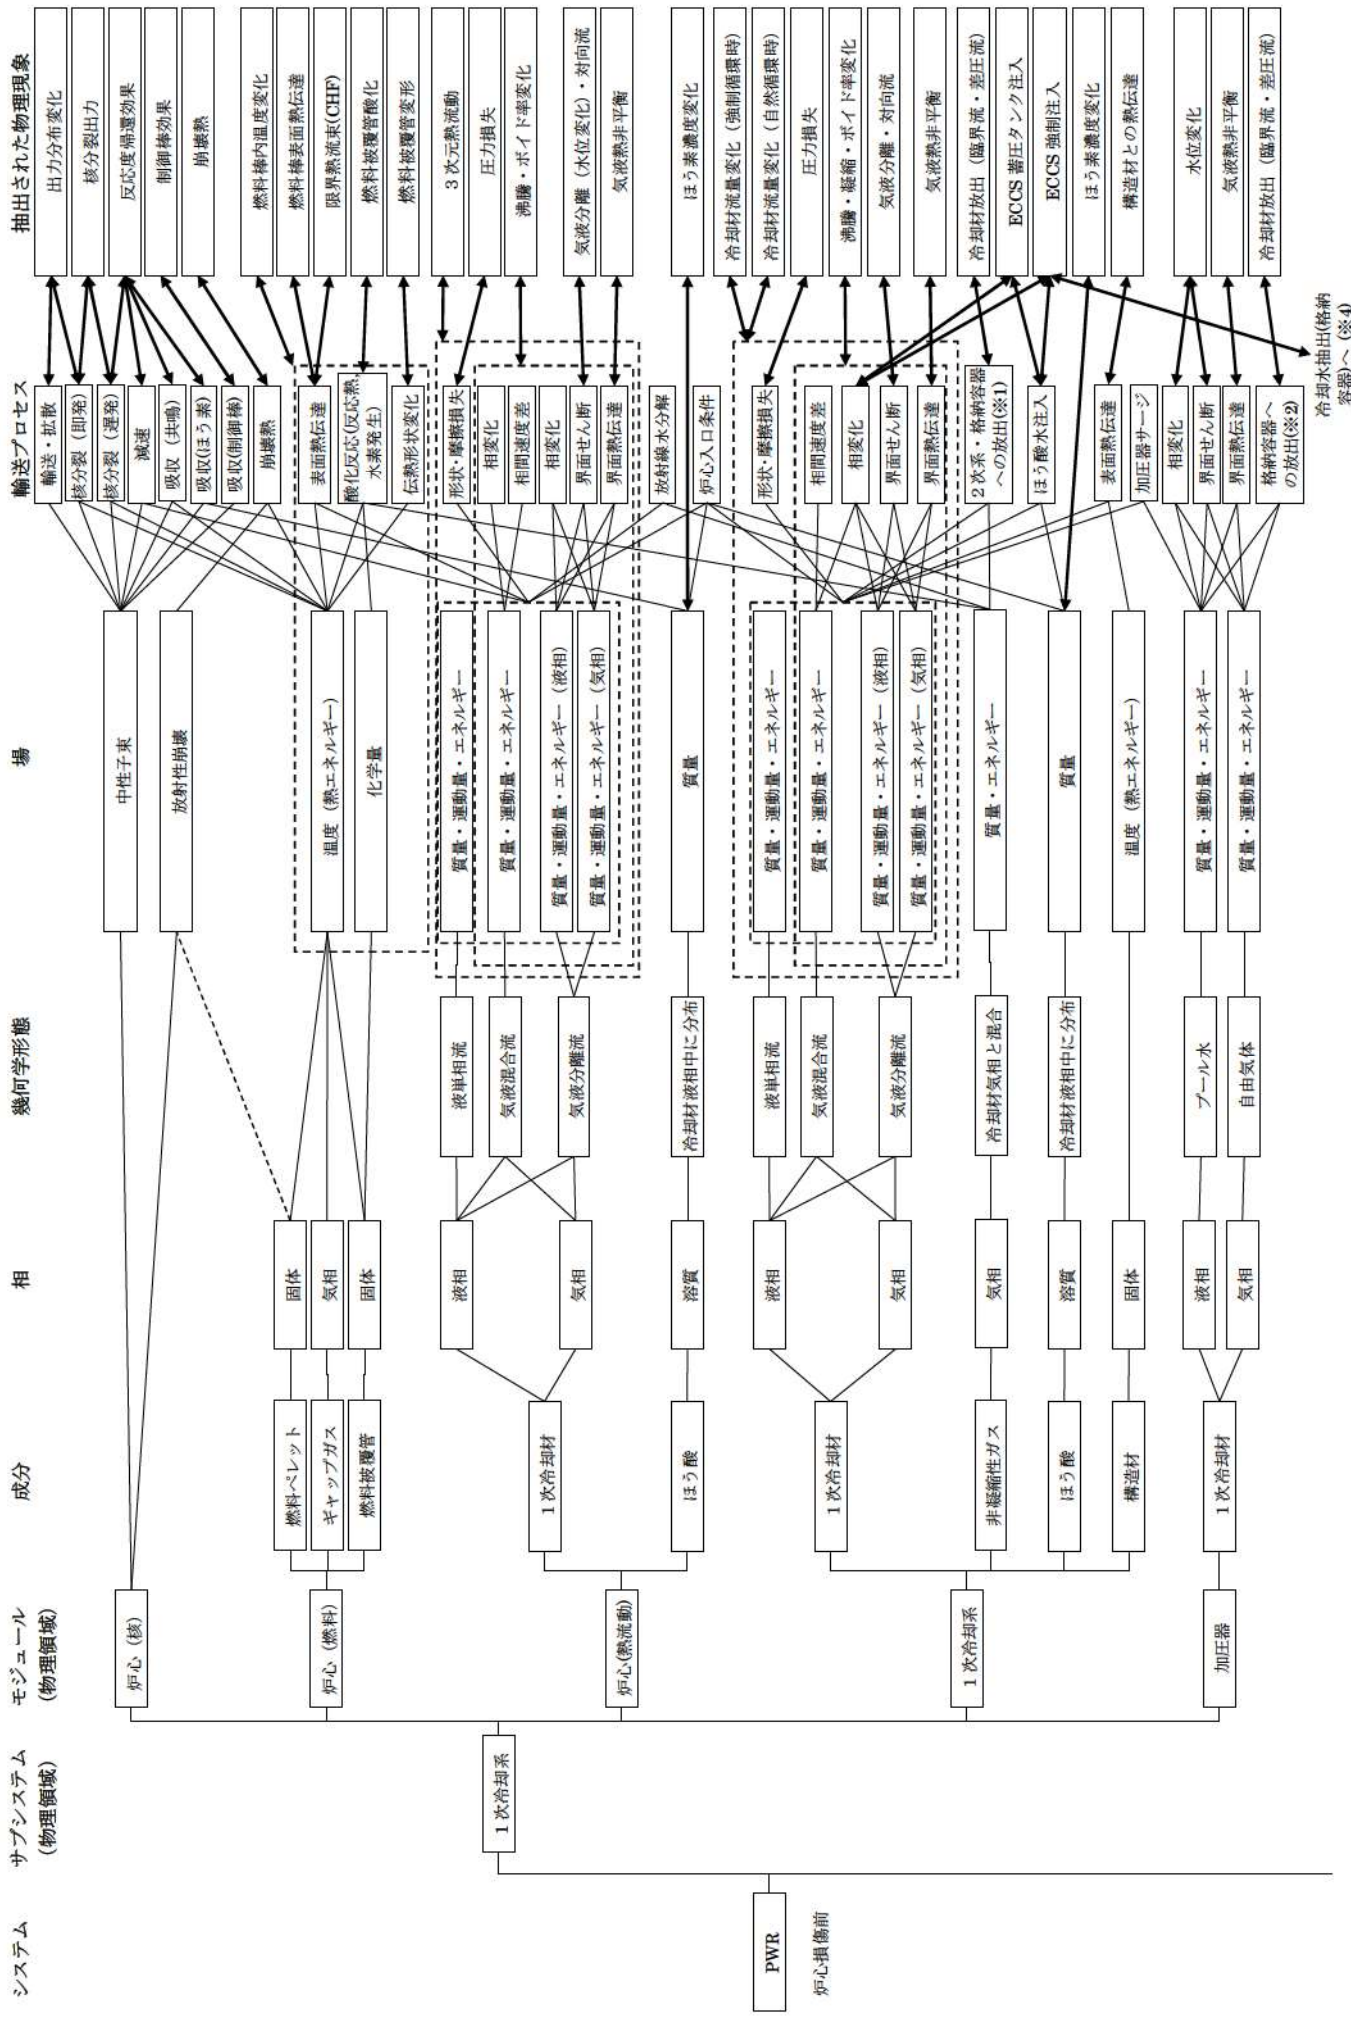 システム
サブシステム
(物理領域)
モジュール
(物理領域)
成分
相
幾何学形態
場
輸送プロセス
抽出された物理現象
PWR
炉心損傷前
1次冷却系
炉心（核）
炉心（燃料）
炉心(熱流動)
1次冷却系
加圧器
燃料ペレット
ギャップガス
燃料被覆管
1次冷却材
ほう酸
1次冷却材
非凝縮性ガス
ほう酸
構造材
1次冷却材
固体
気相
固体
液相
気相
溶質
液相
気相
気相
溶質
固体
液相
気相
液単相流
気液混合流
気液分離流
冷却材液相中に分布
液単相流
気液混合流
気液分離流
冷却材気相と混合
冷却材液相中に分布
プール水
自由気体
中性子束
放射性崩壊
温度（熱エネルギー）
化学量
質量・運動量・エネルギー
質量・運動量・エネルギー
質量・運動量・エネルギー（液相）
質量・運動量・エネルギー（気相）
質量
質量・運動量・エネルギー
質量・運動量・エネルギー
質量・運動量・エネルギー（液相）
質量・運動量・エネルギー（気相）
質量・エネルギー
質量
温度（熱エネルギー）
質量・運動量・エネルギー
質量・運動量・エネルギー
輸送・拡散
核分裂（即発）
核分裂（遅発）
減速
吸収（共鳴）
吸収(ほう素)
吸収(制御棒)
崩壊熱
表面熱伝達
酸化反応(反応熱,
水素発生)
伝熱形状変化
形状･摩擦損失
相変化
相間速度差
相変化
界面せん断
界面熱伝達
放射線水分解
炉心入口条件
形状･摩擦損失
相間速度差
相変化
界面せん断
界面熱伝達
2次系・格納容器
への放出(※1)
ほう酸水注入
表面熱伝達
加圧器サージ
相変化
界面せん断
界面熱伝達
格納容器へ
の放出(※2)
出力分布変化
核分裂出力
反応度帰還効果
制御棒効果
崩壊熱
燃料棒内温度変化
燃料棒表面熱伝達
限界熱流束(CHF)
燃料被覆管酸化
燃料被覆管変形
3次元熱流動
圧力損失
沸騰・ボイド率変化
気液分離（水位変化）・対向流
気液熱非平衡
ほう素濃度変化
冷却材流量変化（強制循環時）
冷却材流量変化（自然循環時）
圧力損失
沸騰・凝縮・ボイド率変化
気液分離・対向流
気液熱非平衡
冷却材放出（臨界流・差圧流）
ECCS 蓄圧タンク注入
ECCS 強制注入
ほう素濃度変化
構造材との熱伝達
水位変化
気液熱非平衡
冷却材放出（臨界流・差圧流）
冷却水抽出(格納
容器)へ (※4)